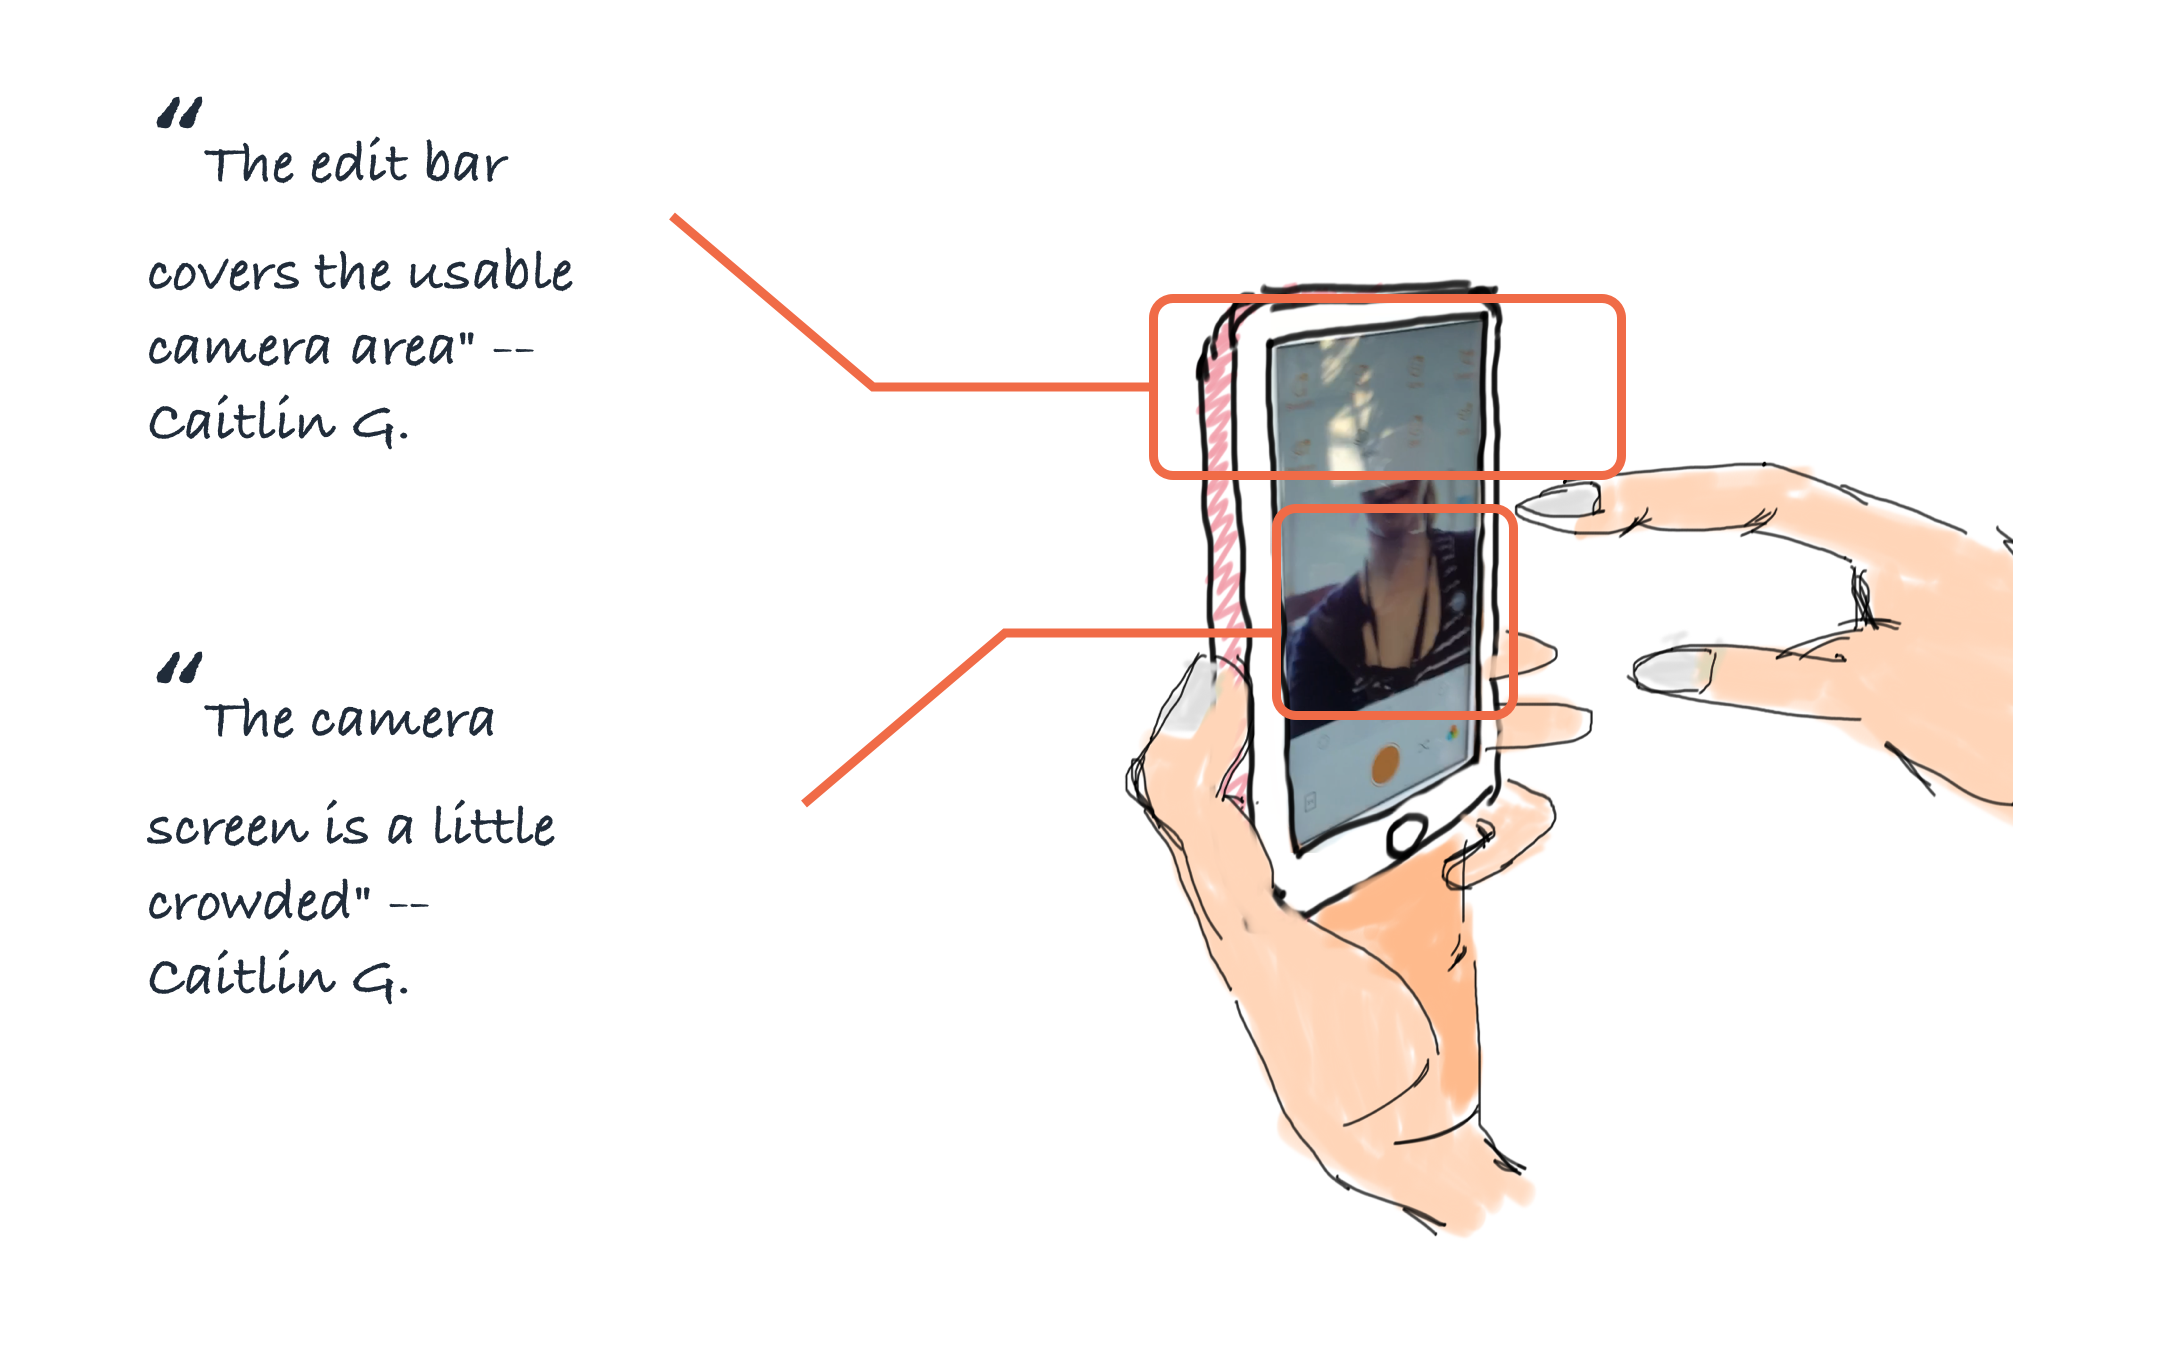 “The edit bar
covers the usable
camera area" --
Caitlin G.
“The camera
screen is a little
crowded" --
Caitlin G.